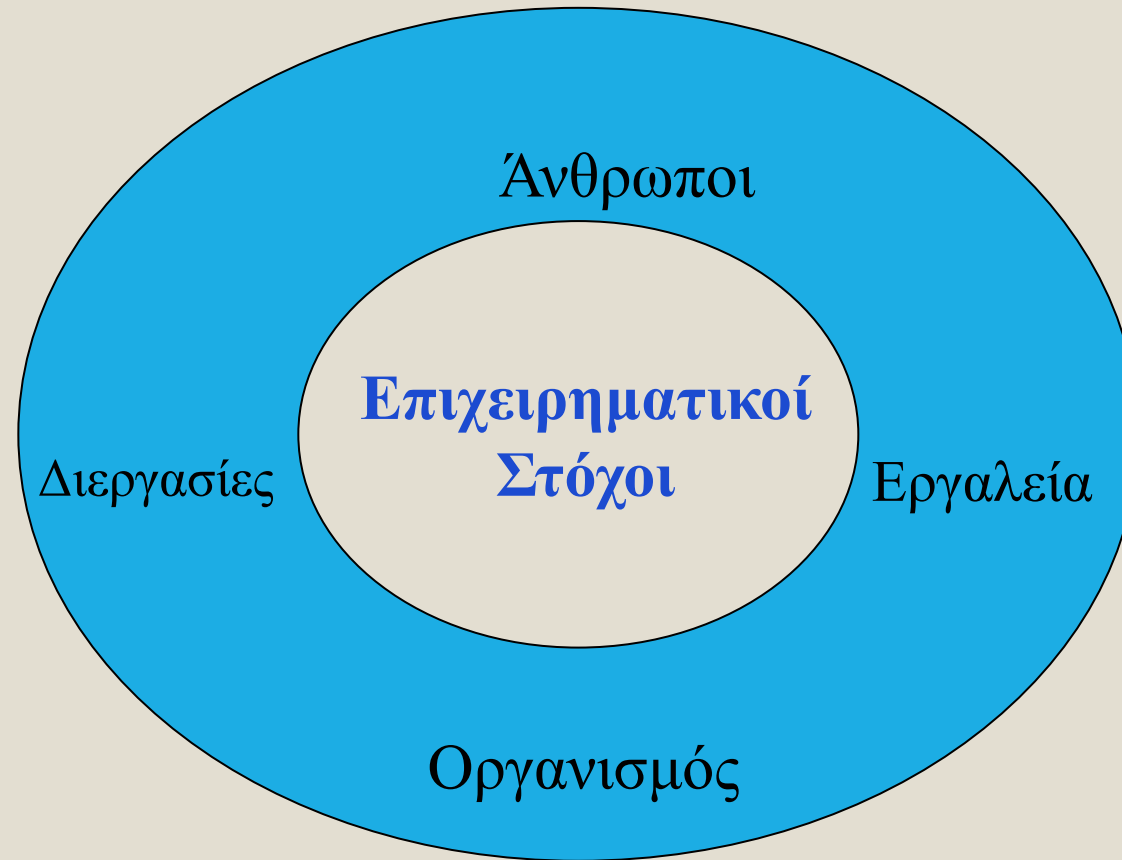 Άνθρωποι
Επιχειρηματικοί
Στόχοι
Διεργασίες
Εργαλεία
Οργανισμός